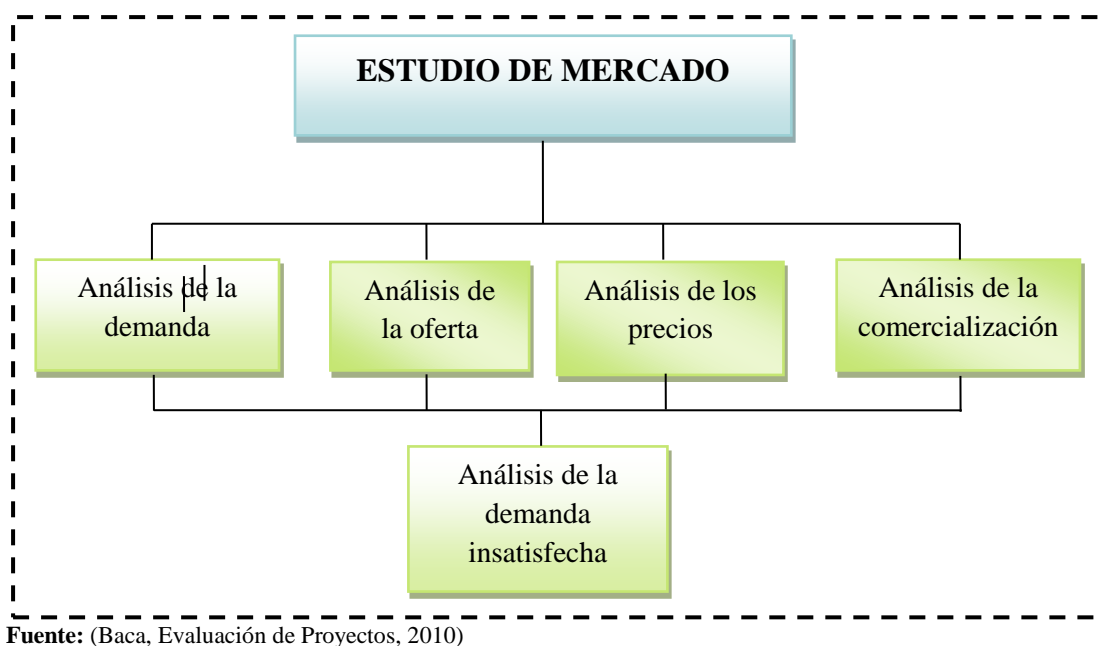 ESTUDIO DE MERCADO
Análisis de la
demanda
Análisis de
la oferta
Análisis de los
precios
Análisis de la
comercialización
Análisis de la
demanda
insatisfecha
Fuente: (Baca, Evaluación de Proyectos, 2010)